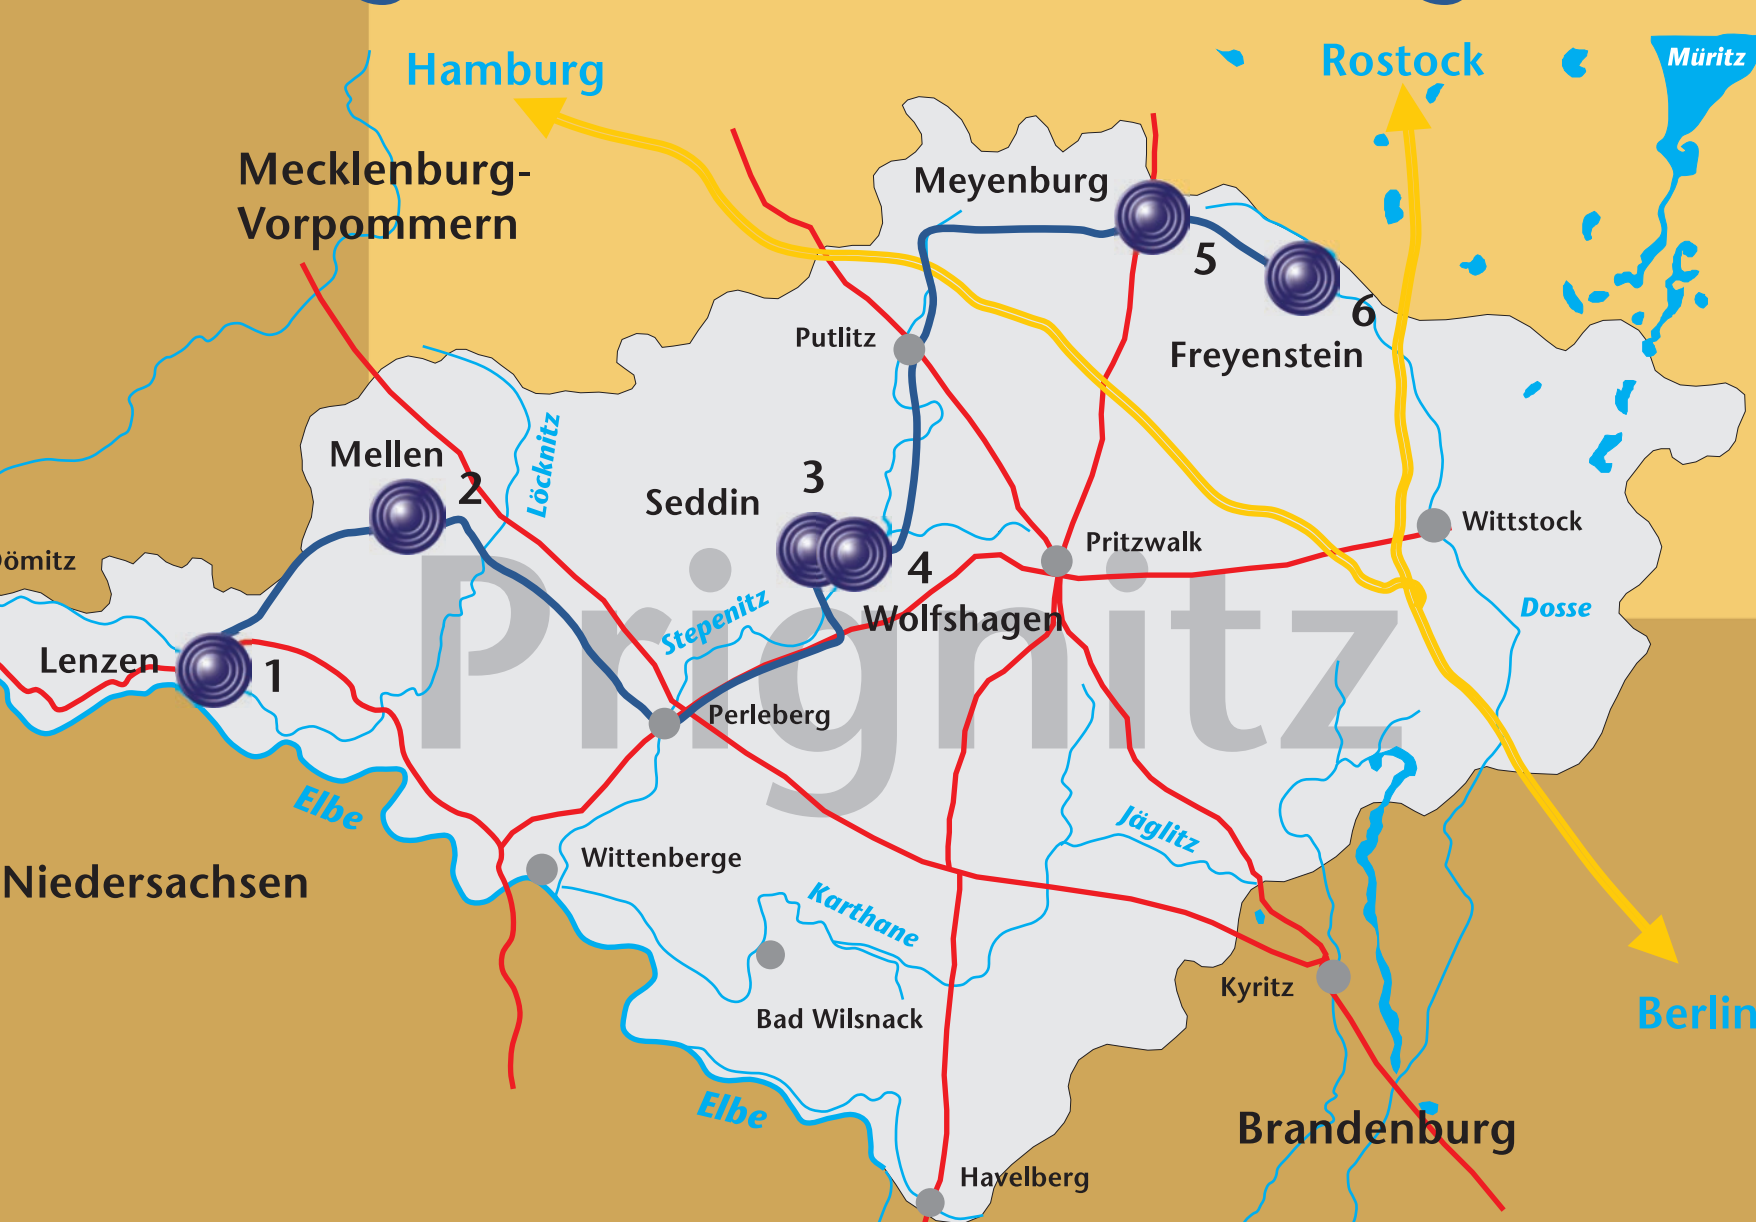 Hamburg
Rostock
Müritz
Mecklenburg-
Vorpommern
Meyenburg
5
6
Putlitz
Freyenstein
Mellen
2
Löcknitz
3
Seddin
4
Wolfshagen
Pritzwalk
Wittstock
Dömitz
Prignitz
Stepenitz
Dosse
Lenzen
1
Perleberg
Elbe
Jäglitz
Wittenberge
Niedersachsen
Karthane
Bad Wilsnack
Kyritz
Berlin
Elbe
Brandenburg
Havelberg